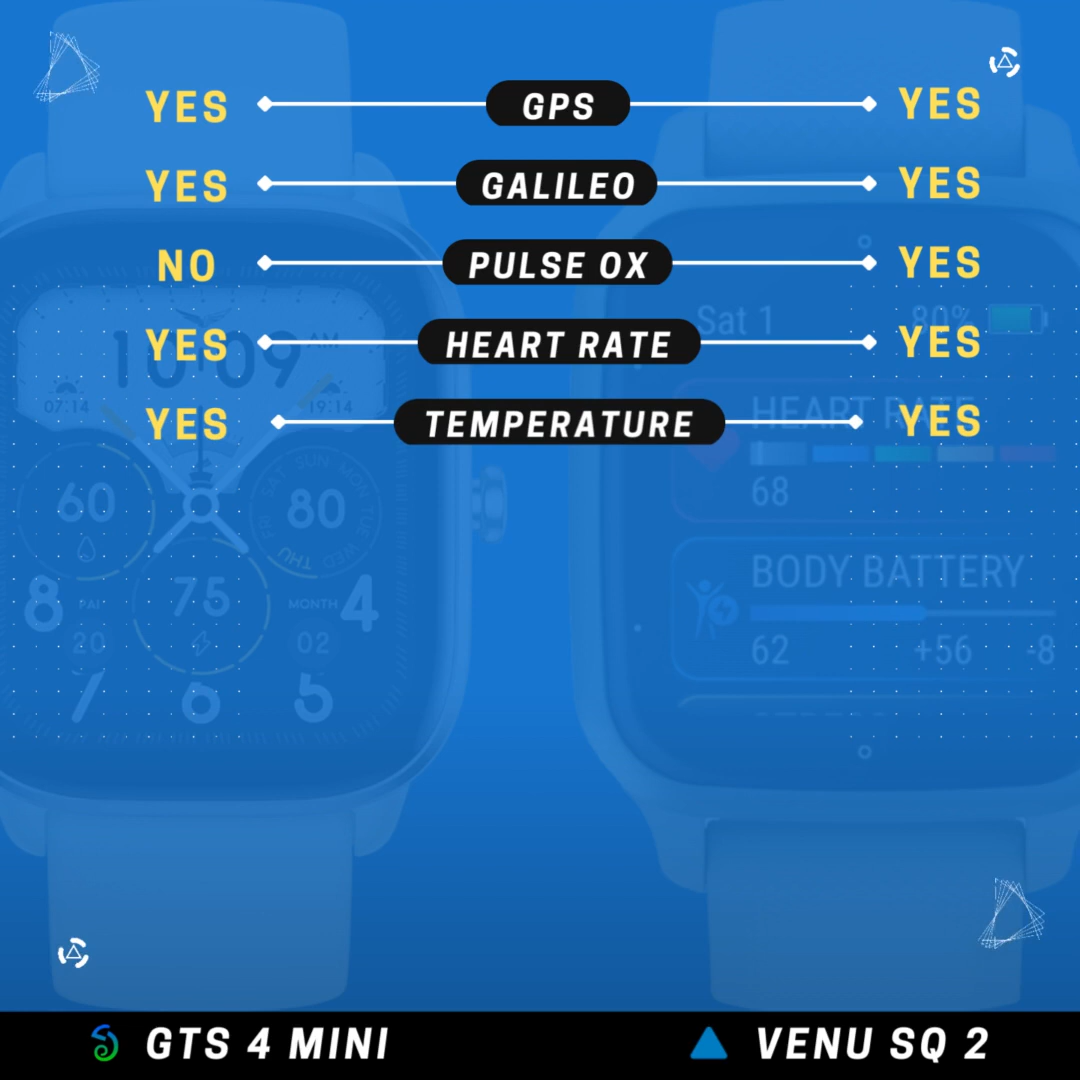 YES GPS YES
YES GALILEO YES
NO PULSE OX YES
YES HEART RATE YES
YES TEMPERATURE YES
10:09 AM
07:14 19:14
60 80
SAT SUN MON TUE WED THU FRI
8 PAI 75 MONTH 4
20 02
7 6 5
Sat 1 80%
HEART RATE
68
BODY BATTERY
62 +56 -8
GTS 4 MINI VENU SQ 2